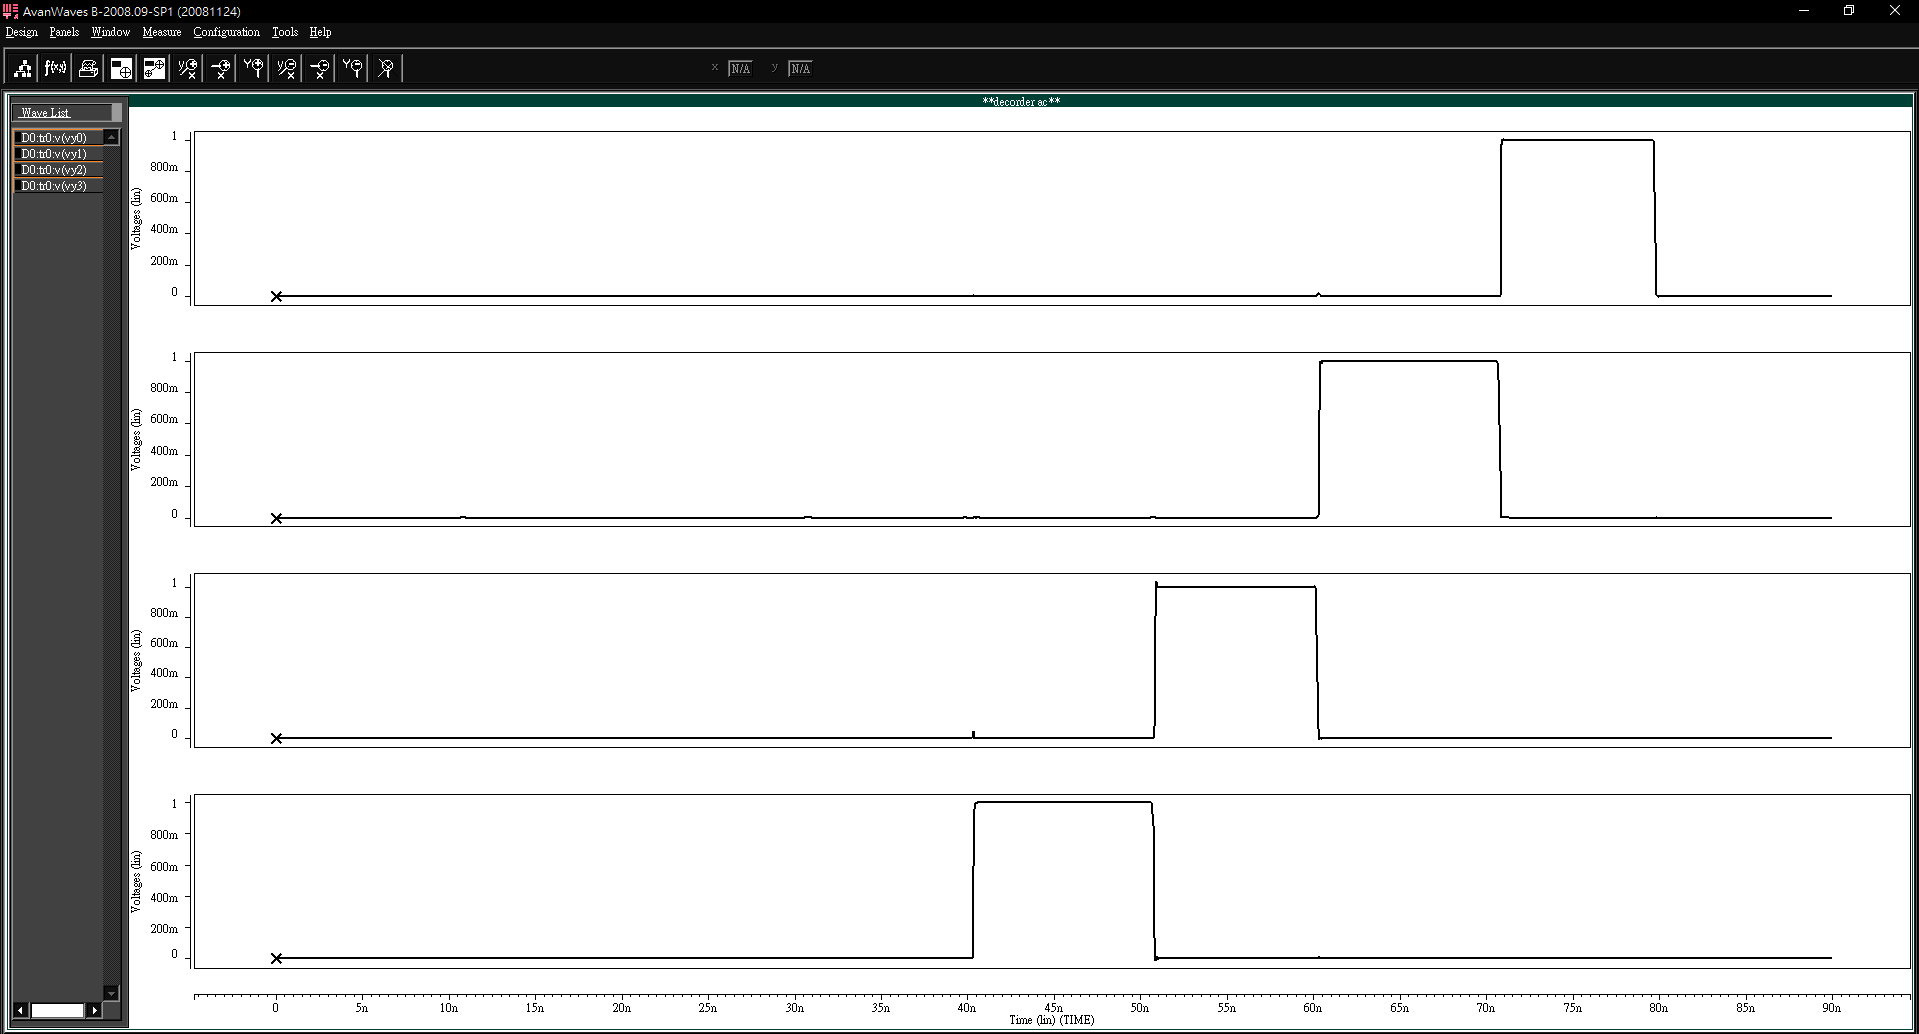 AvanWaves B-2008.09-SP1 (20081124)
Design Panels Window Measure Configuration Tools Help
f(x,y) y x x Y y x x Y x N/A y N/A
**decorder ac**
Wave List
D0:tr0:v(vy0)
D0:tr0:v(vy1)
D0:tr0:v(vy2)
D0:tr0:v(vy3)
Voltages (lin)
1
800m
600m
400m
200m
0
Voltages (lin)
1
800m
600m
400m
200m
0
Voltages (lin)
1
800m
600m
400m
200m
0
Voltages (lin)
1
800m
600m
400m
200m
0
0 5n 10n 15n 20n 25n 30n 35n 40n 45n 50n 55n 60n 65n 70n 75n 80n 85n 90n
Time (lin) (TIME)